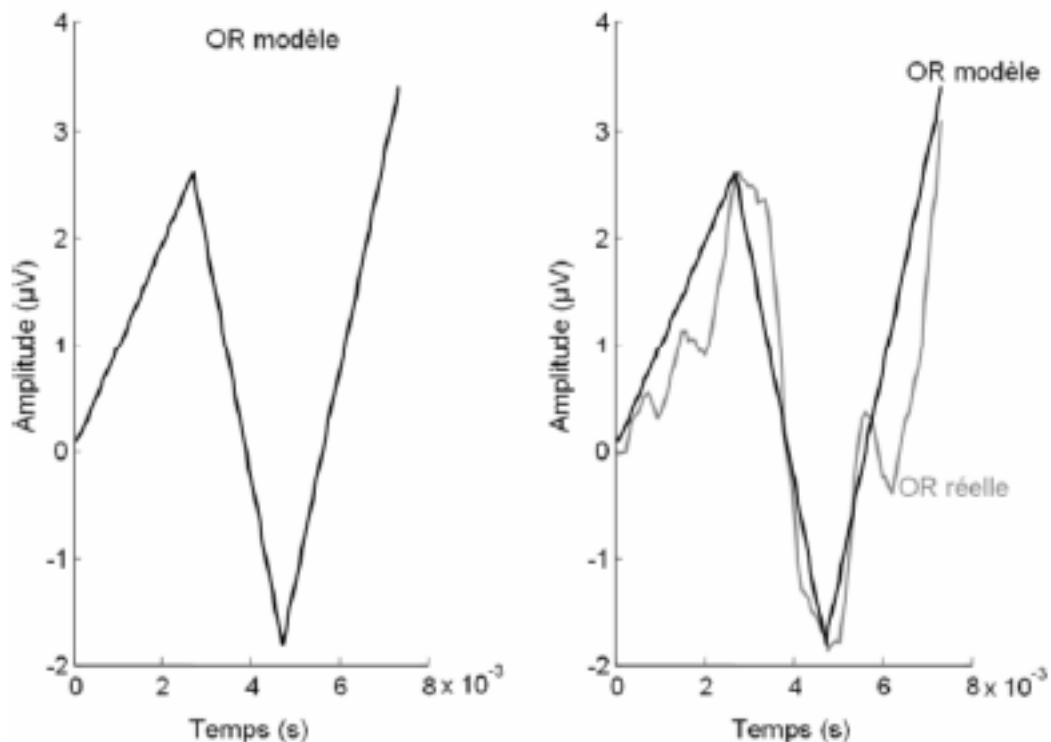 4
OR modèle
3
2
1
0
-1
-2
Amplitude (µV)
0 2 4 6 8 x 10⁻³
Temps (s)
4
OR modèle
3
2
1
0
-1
-2
Amplitude (µV)
OR réelle
0 2 4 6 8 x 10⁻³
Temps (s)